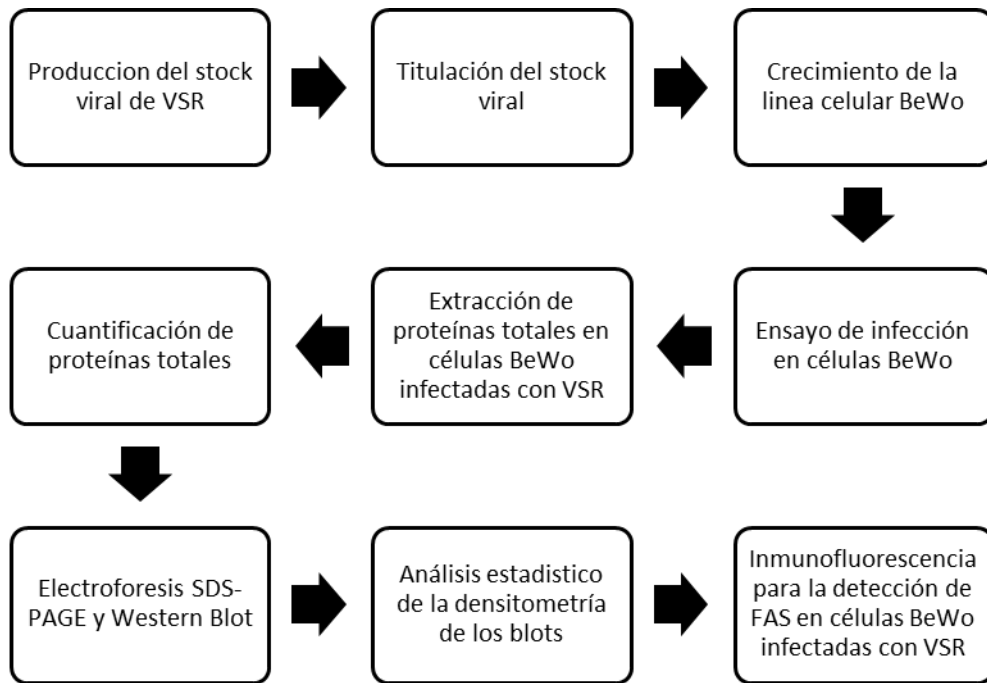 Produccion del stock
viral de VSR
Titulación del stock
viral
Crecimiento de la
linea celular BeWo
Ensayo de infección
en células BeWo
Extracción de
proteínas totales en
células BeWo
infectadas con VSR
Cuantificación de
proteínas totales
Electroforesis SDS-
PAGE y Western Blot
Análisis estadistico
de la densitometría
de los blots
Inmunofluorescencia
para la detección de
FAS en células BeWo
infectadas con VSR